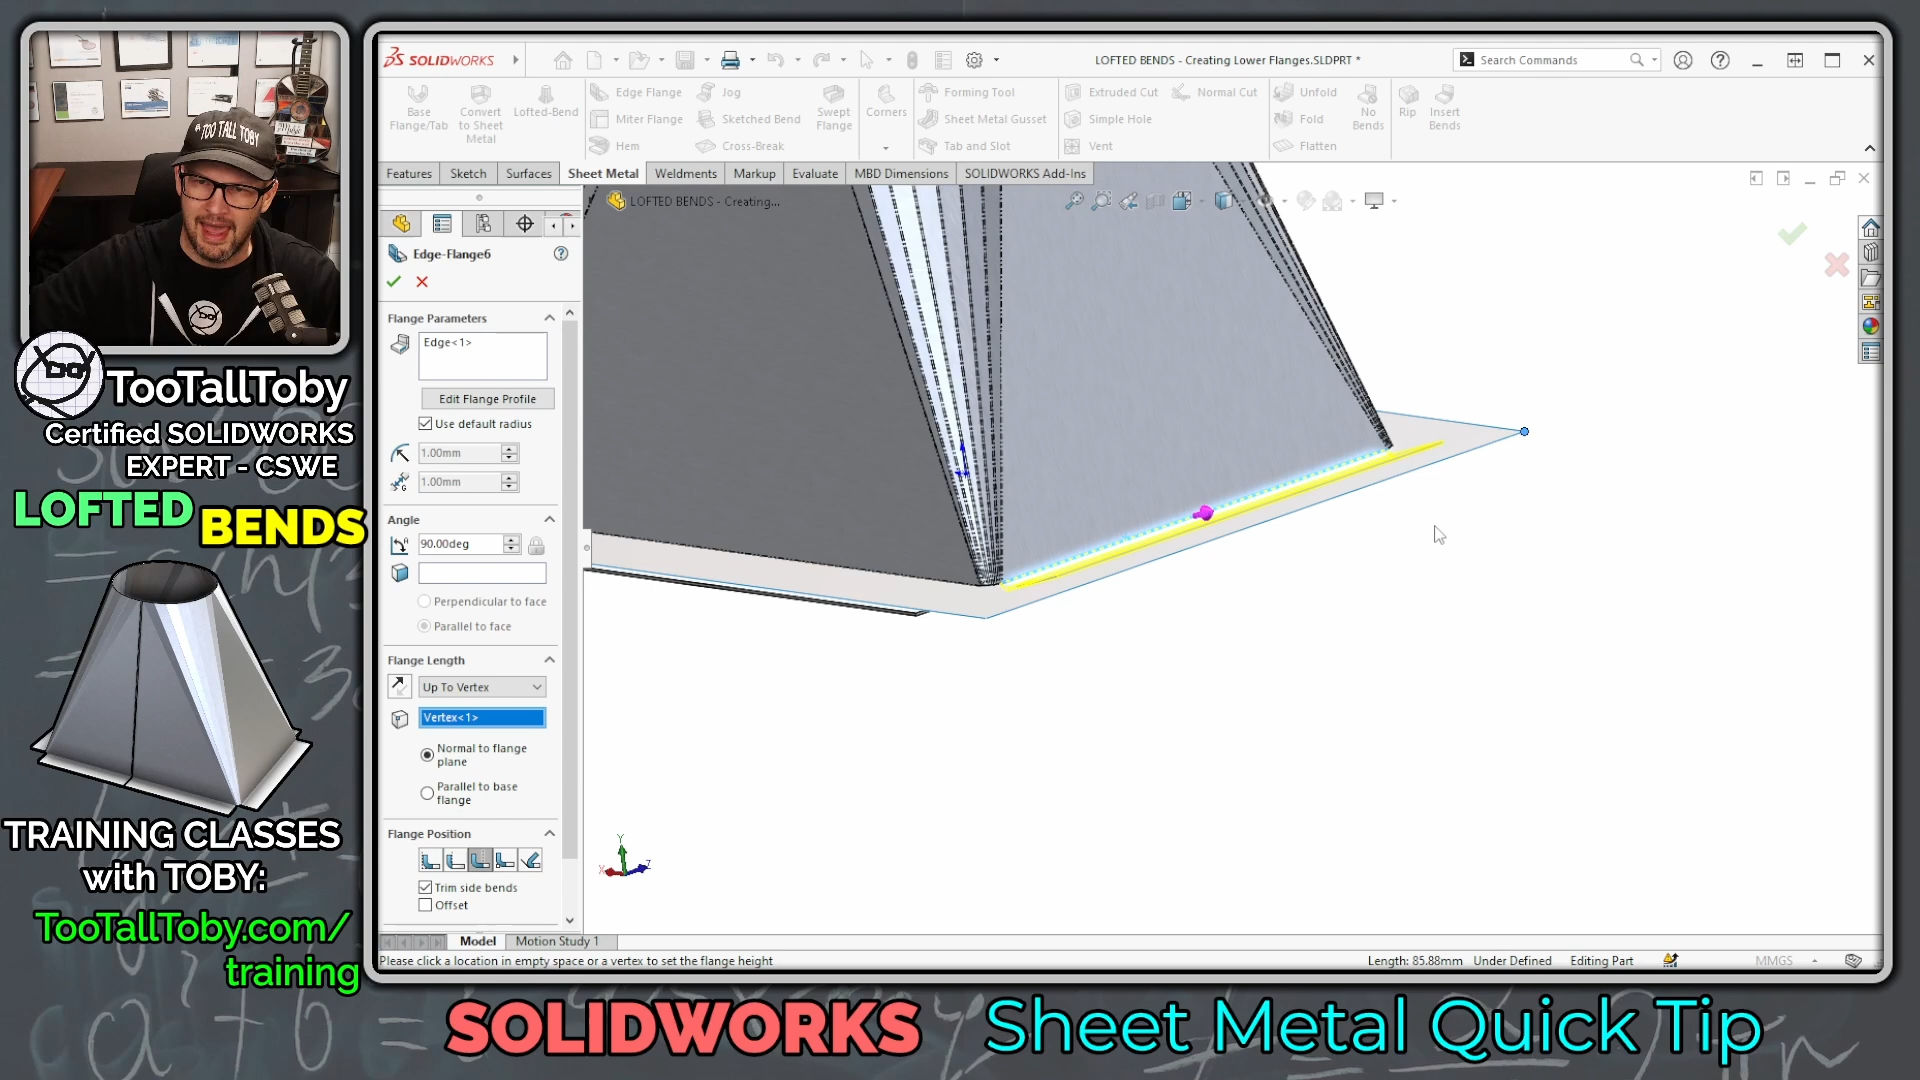 TOO TALL TOBY
TooTallToby
Certified SOLIDWORKS
EXPERT - CSWE
LOFTED BENDS
TRAINING CLASSES
with TOBY:
TooTallToby.com/
training
SOLIDWORKS
LOFTED BENDS - Creating Lower Flanges.SLDPRT *
Search Commands
Base Flange/Tab
Convert to Sheet Metal
Lofted-Bend
Edge Flange
Miter Flange
Hem
Jog
Sketched Bend
Cross-Break
Swept Flange
Corners
Forming Tool
Sheet Metal Gusset
Tab and Slot
Extruded Cut
Simple Hole
Vent
Normal Cut
Unfold
Fold
Flatten
No Bends
Rip
Insert Bends
Features
Sketch
Surfaces
Sheet Metal
Weldments
Markup
Evaluate
MBD Dimensions
SOLIDWORKS Add-Ins
LOFTED BENDS - Creating...
Edge-Flange6
Flange Parameters
Edge<1>
Edit Flange Profile
Use default radius
1.00mm
1.00mm
Angle
90.00deg
Perpendicular to face
Parallel to face
Flange Length
Up To Vertex
Vertex<1>
Normal to flange
plane
Parallel to base
flange
Flange Position
Trim side bends
Offset
Y
X
Z
Model
Motion Study 1
Please click a location in empty space or a vertex to set the flange height
Length: 85.88mm
Under Defined
Editing Part
MMGS
SOLIDWORKS Sheet Metal Quick Tip